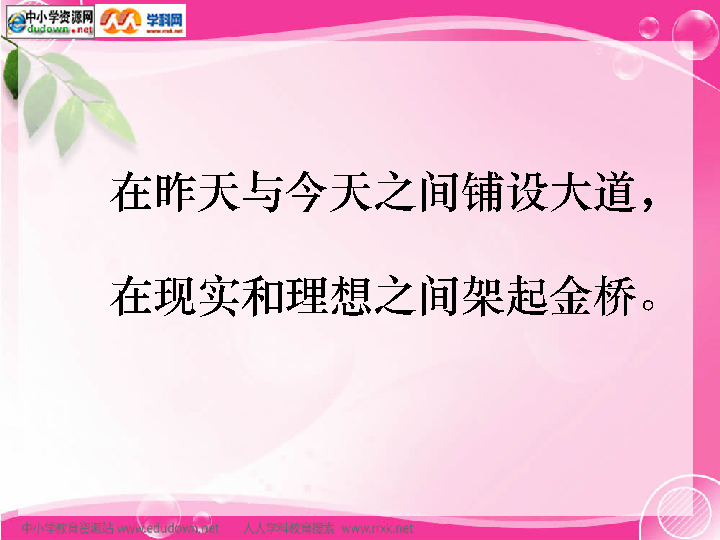 中小学资源网
dudown.net
学科网
www.rrxk.net
在昨天与今天之间铺设大道，
在现实和理想之间架起金桥。
中小学教育资源站 www.edudown.net 人人学科教育搜索 www.rrxk.net